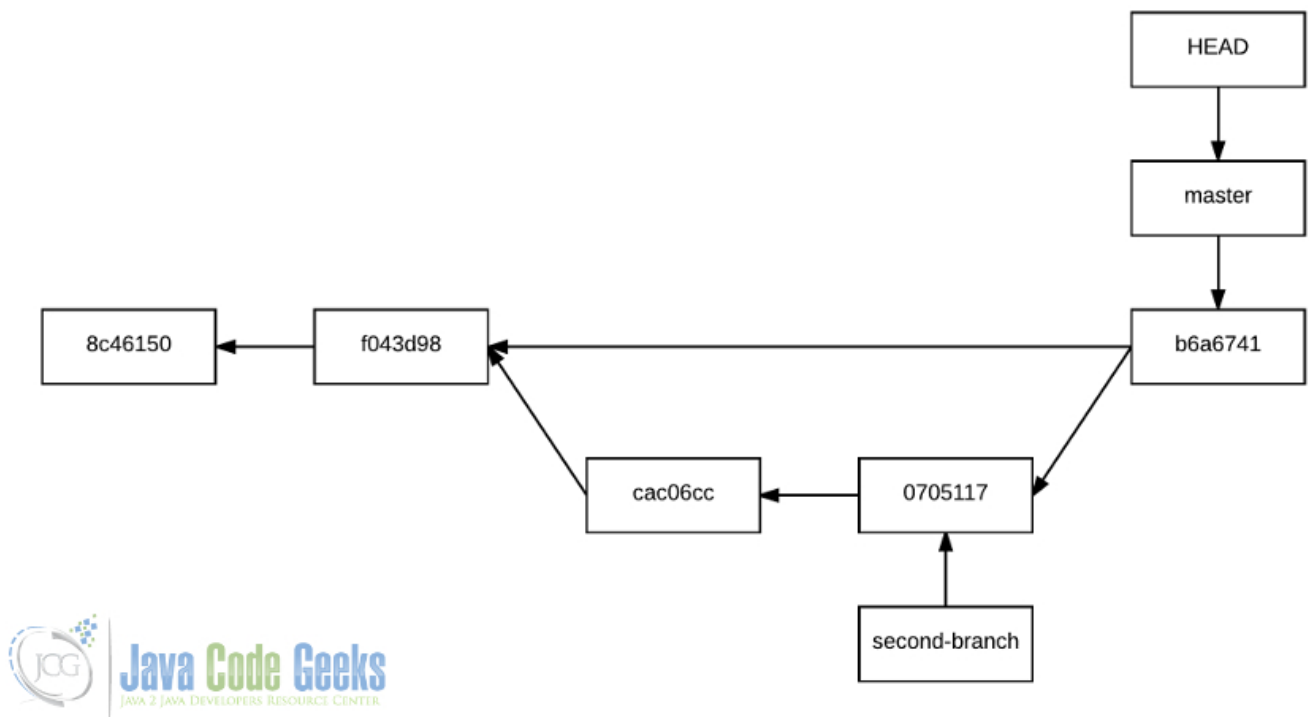 HEAD
master
8c46150
f043d98
b6a6741
cac06cc
0705117
second-branch
JCG
Java Code Geeks
JAVA 2 JAVA DEVELOPERS RESOURCE CENTER